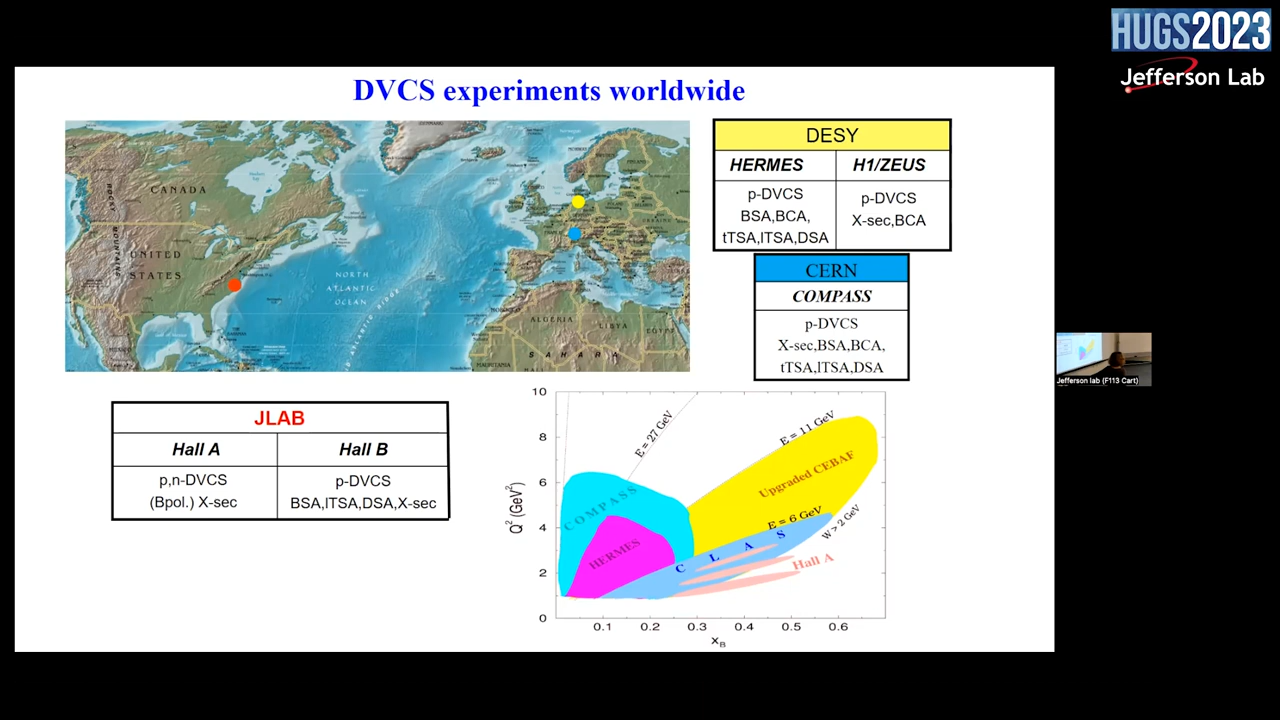 HUGS2023
Jefferson Lab
DVCS experiments worldwide
CANADA
ROCKY
MOUNTAINS
UNITED
STATES
NORTH
ATLANTIC
OCEAN
ALGERIA
LIBYA
EGYPT
SAHARA
MAURITANIA
DESY
HERMES H1/ZEUS
p-DVCS p-DVCS
BSA,BCA, X-sec,BCA
tTSA,lTSA,DSA
CERN
COMPASS
p-DVCS
X-sec,BSA,BCA,
tTSA,lTSA,DSA
JLAB
Hall A Hall B
p,n-DVCS p-DVCS
(Bpol.) X-sec BSA,lTSA,DSA,X-sec
10
8
6
4
2
0
Q² (GeV²)
E = 27 GeV
E = 11 GeV
Upgraded CEBAF
COMPASS
HERMES
E = 6 GeV
W > 2 GeV
C L A S
Hall A
0.1 0.2 0.3 0.4 0.5 0.6
x_B
Jefferson lab (F113 Cart)